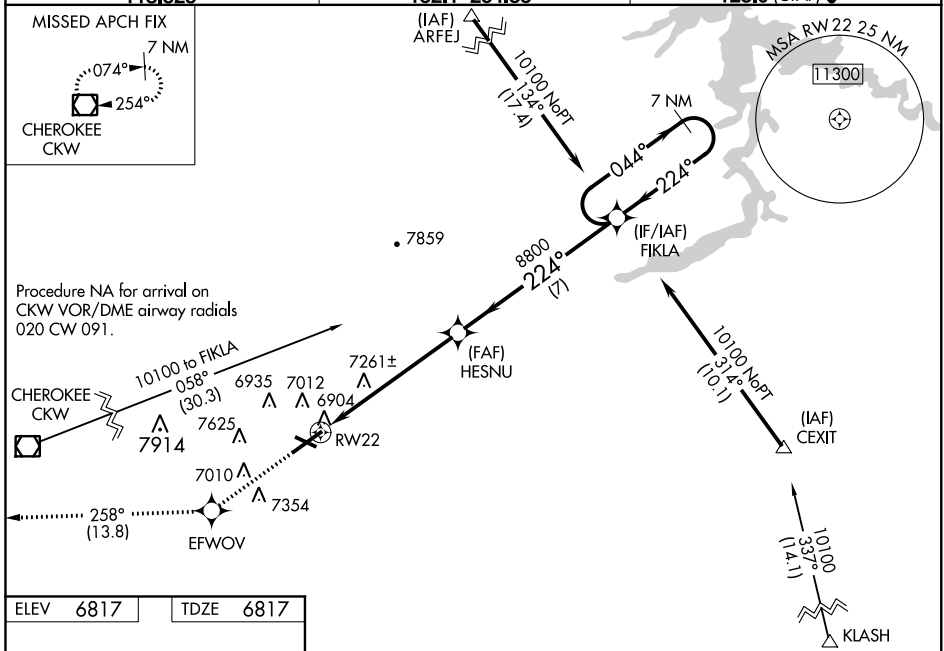 MISSED APCH FIX
7 NM
074°
254°
CHEROKEE
CKW
(IAF)
ARFEJ
10100 NoPT
134°
(17.4)
MSA RW 22 25 NM
11300
7 NM
044°
224°
(IF/IAF)
FIKLA
7859
8800
224°
(7)
Procedure NA for arrival on
CKW VOR/DME airway radials
020 CW 091.
(FAF)
HESNU
10100 to FIKLA
058°
(30.3)
CHEROKEE
CKW
7261±
6935
7012
6904
7914
7625
RW22
7010
7354
258°
(13.8)
EFWOV
10100 NoPT
314°
(10.1)
(IAF)
CEXIT
10100
337°
(14.1)
KLASH
ELEV 6817
TDZE 6817